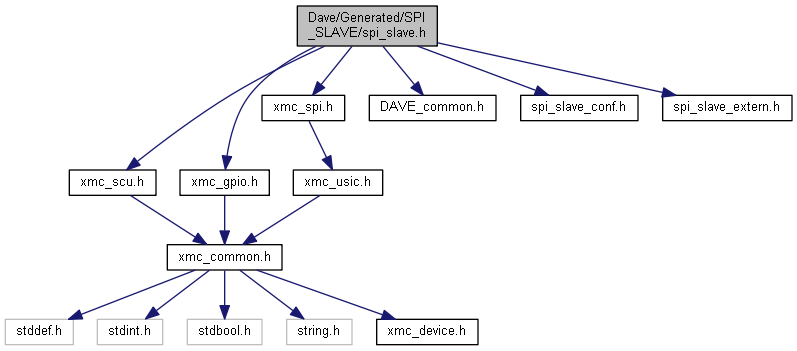 Dave/Generated/SPI
_SLAVE/spi_slave.h
xmc_spi.h
DAVE_common.h
spi_slave_conf.h
spi_slave_extern.h
xmc_scu.h
xmc_gpio.h
xmc_usic.h
xmc_common.h
stddef.h
stdint.h
stdbool.h
string.h
xmc_device.h